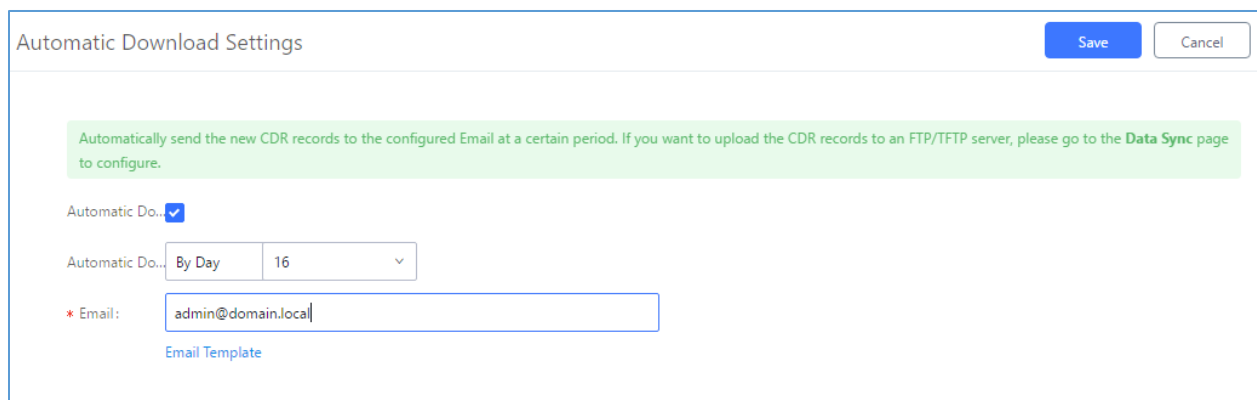 Automatic Download Settings
Save
Cancel
Automatically send the new CDR records to the configured Email at a certain period. If you want to upload the CDR records to an FTP/TFTP server, please go to the Data Sync page
to configure.
Automatic Do...
Automatic Do... By Day 16
* Email: admin@domain.local
Email Template